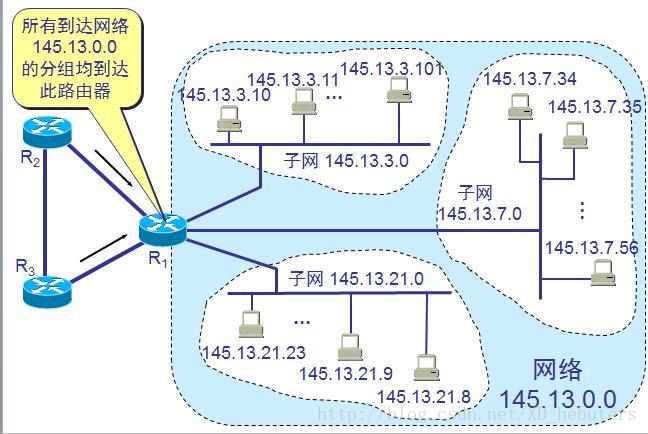 所有到达网络
145.13.0.0
的分组均到达
此路由器
145.13.3.10
145.13.3.11
...
145.13.3.101
子网 145.13.3.0
145.13.7.34
145.13.7.35
子网
145.13.7.0
...
145.13.7.56
R2
R3
R1
子网 145.13.21.0
...
145.13.21.23
145.13.21.9
145.13.21.8
网络
145.13.0.0
http://blog.csdn.net/XD_hebuters